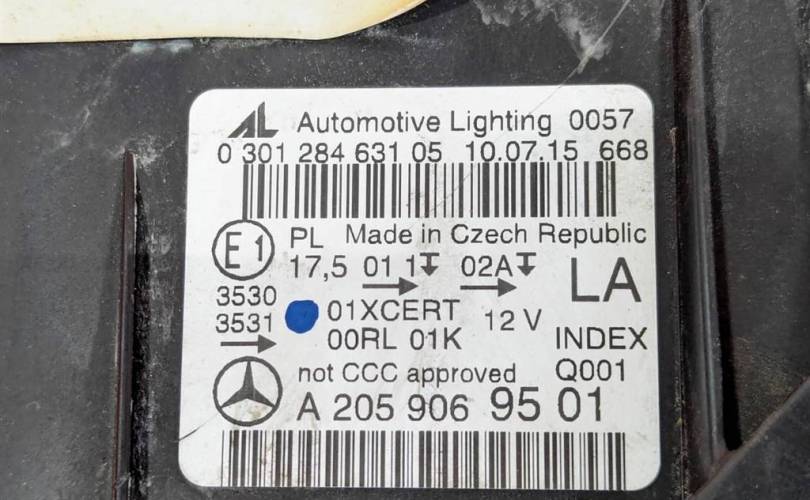 AL Automotive Lighting 0057
0 301 284 631 05 10.07.15 668
E1 PL Made in Czech Republic
17,5 01 1 02A LA
3530 01XCERT 12 V
3531 00RL 01K INDEX
not CCC approved Q001
A 205 906 95 01